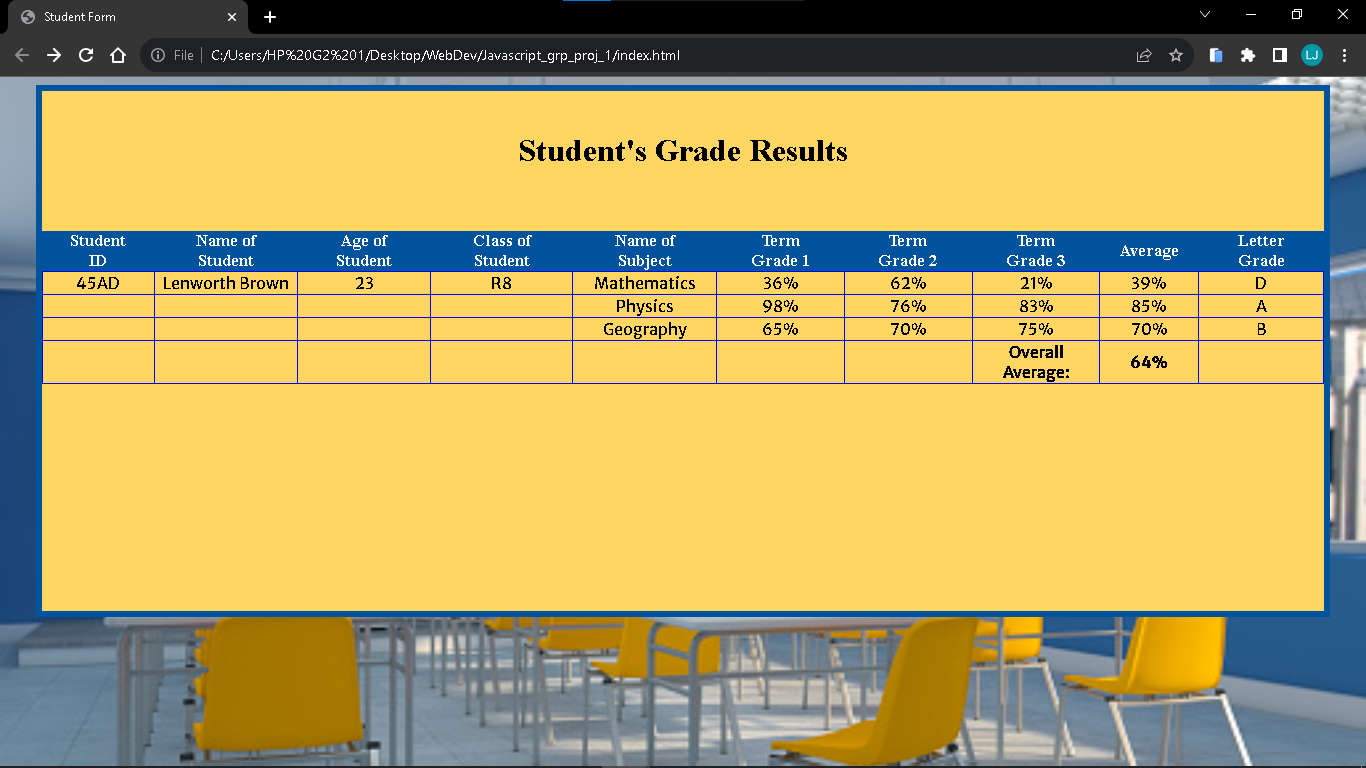 Student Form
File C:/Users/HP%20G2%201/Desktop/WebDev/Javascript_grp_proj_1/index.html
LJ
Student's Grade Results
Student ID Name of Student Age of Student Class of Student Name of Subject Term Grade 1 Term Grade 2 Term Grade 3 Average Letter Grade
45AD Lenworth Brown 23 R8 Mathematics 36% 62% 21% 39% D
Physics 98% 76% 83% 85% A
Geography 65% 70% 75% 70% B
Overall Average: 64%